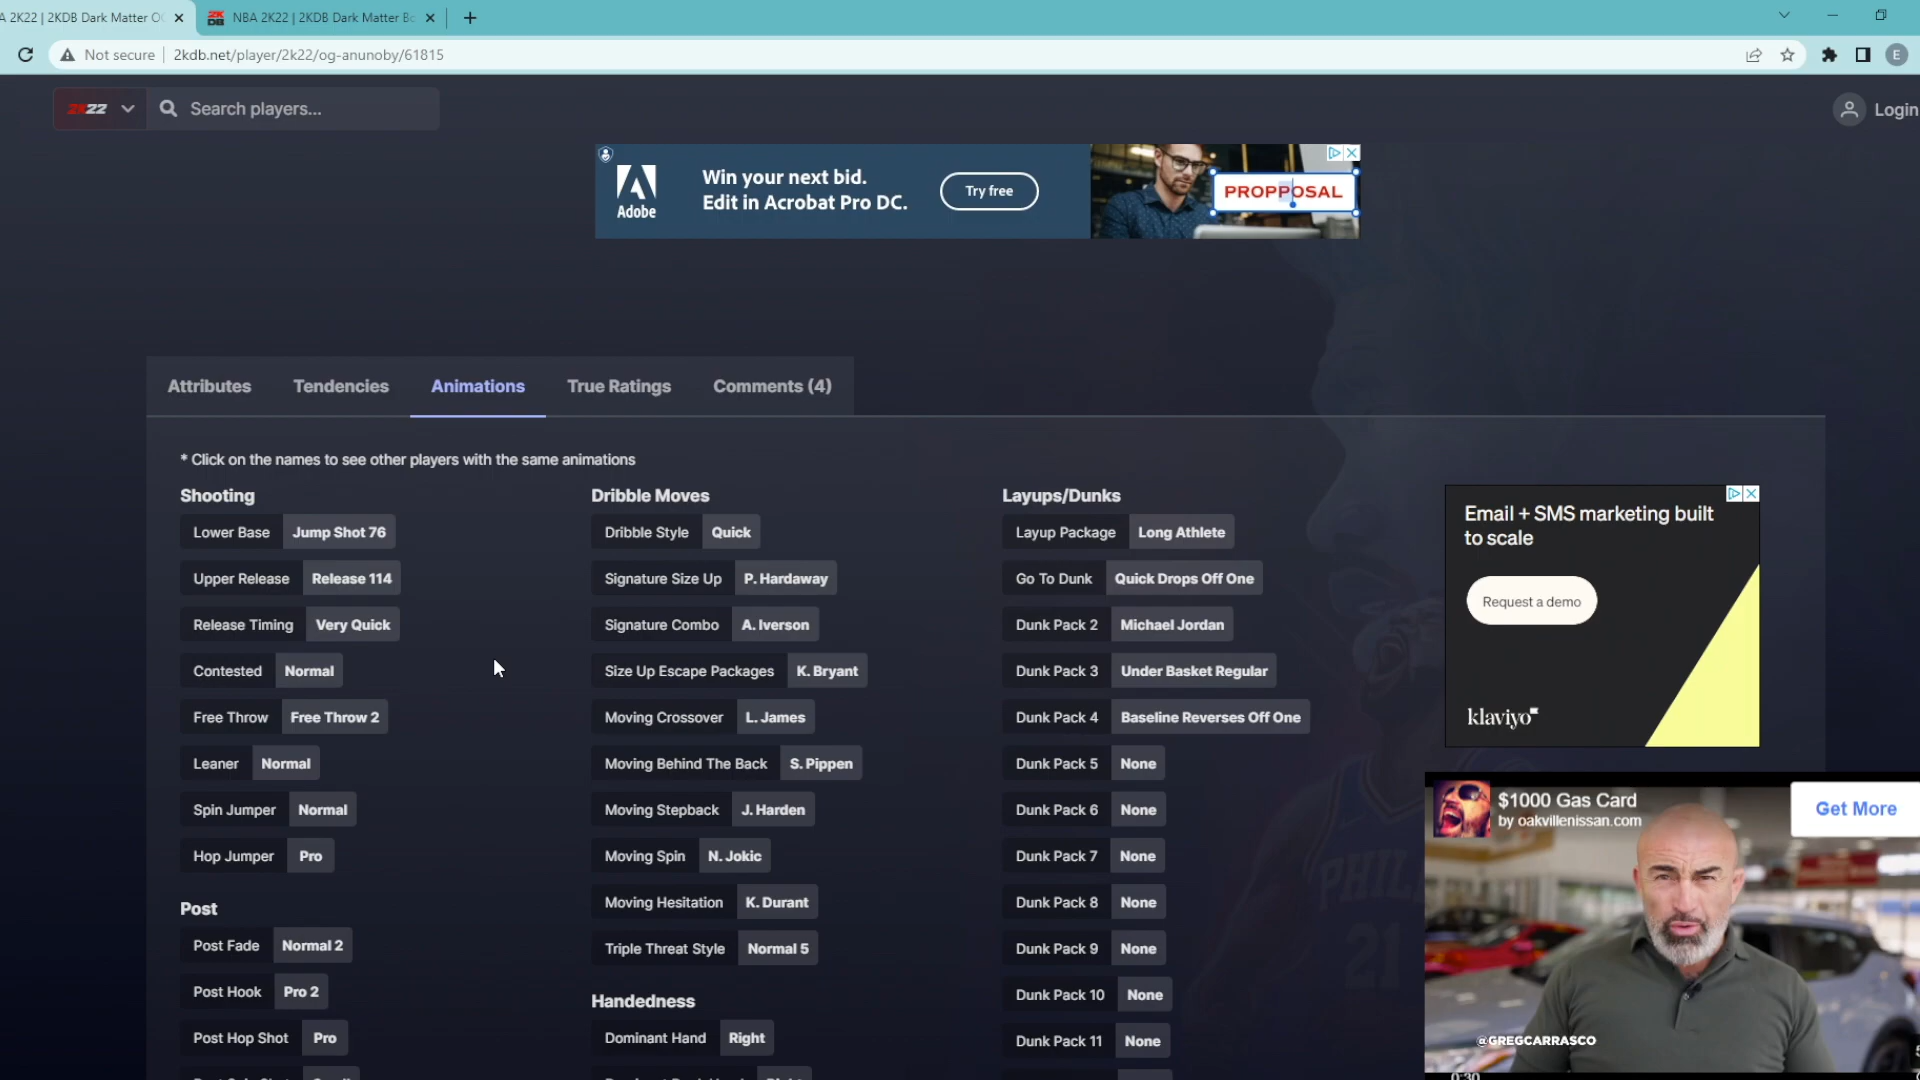 A 2K22 | 2KDB Dark Matter OG
NBA 2K22 | 2KDB Dark Matter Bo
Not secure
2kdb.net/player/2k22/og-anunoby/61815
E
2K22
Search players...
Login
Adobe
Win your next bid.
Edit in Acrobat Pro DC.
Try free
PROPPOSAL
Attributes
Tendencies
Animations
True Ratings
Comments (4)
* Click on the names to see other players with the same animations
Shooting
Lower Base Jump Shot 76
Upper Release Release 114
Release Timing Very Quick
Contested Normal
Free Throw Free Throw 2
Leaner Normal
Spin Jumper Normal
Hop Jumper Pro
Post
Post Fade Normal 2
Post Hook Pro 2
Post Hop Shot Pro
Dribble Moves
Dribble Style Quick
Signature Size Up P. Hardaway
Signature Combo A. Iverson
Size Up Escape Packages K. Bryant
Moving Crossover L. James
Moving Behind The Back S. Pippen
Moving Stepback J. Harden
Moving Spin N. Jokic
Moving Hesitation K. Durant
Triple Threat Style Normal 5
Handedness
Dominant Hand Right
Layups/Dunks
Layup Package Long Athlete
Go To Dunk Quick Drops Off One
Dunk Pack 2 Michael Jordan
Dunk Pack 3 Under Basket Regular
Dunk Pack 4 Baseline Reverses Off One
Dunk Pack 5 None
Dunk Pack 6 None
Dunk Pack 7 None
Dunk Pack 8 None
Dunk Pack 9 None
Dunk Pack 10 None
Dunk Pack 11 None
Email + SMS marketing built
to scale
Request a demo
klaviyo
$1000 Gas Card
by oakvillenissan.com
Get More
@GREGCARRASCO
0:30
PHIL
21